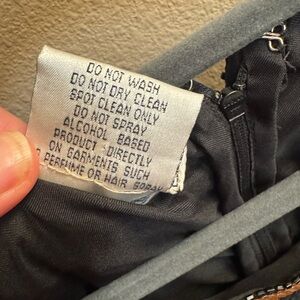 DO NOT WASH
DO NOT DRY CLEAN
SPOT CLEAN ONLY
DO NOT SPRAY
ALCOHOL BASED
PRODUCT DIRECTLY
ON GARMENTS SUCH
PERFUME OR HAIR SPRAY